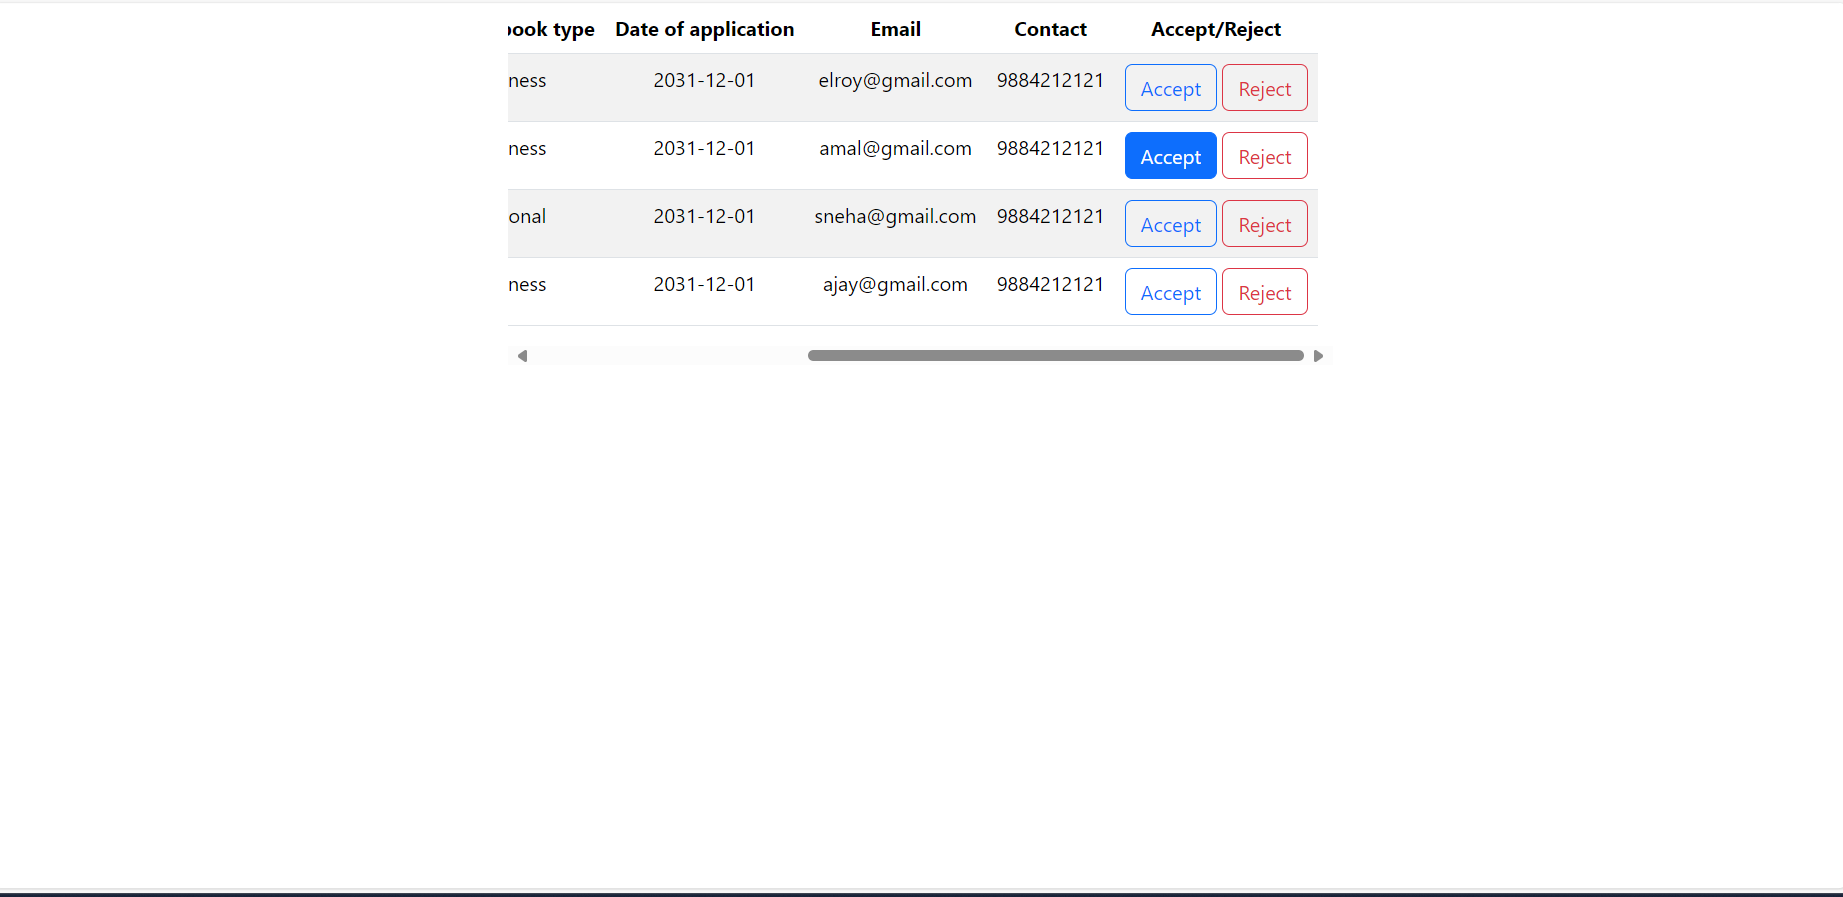 book type Date of application Email Contact Accept/Reject
ness 2031-12-01 elroy@gmail.com 9884212121 Accept Reject
ness 2031-12-01 amal@gmail.com 9884212121 Accept Reject
onal 2031-12-01 sneha@gmail.com 9884212121 Accept Reject
ness 2031-12-01 ajay@gmail.com 9884212121 Accept Reject